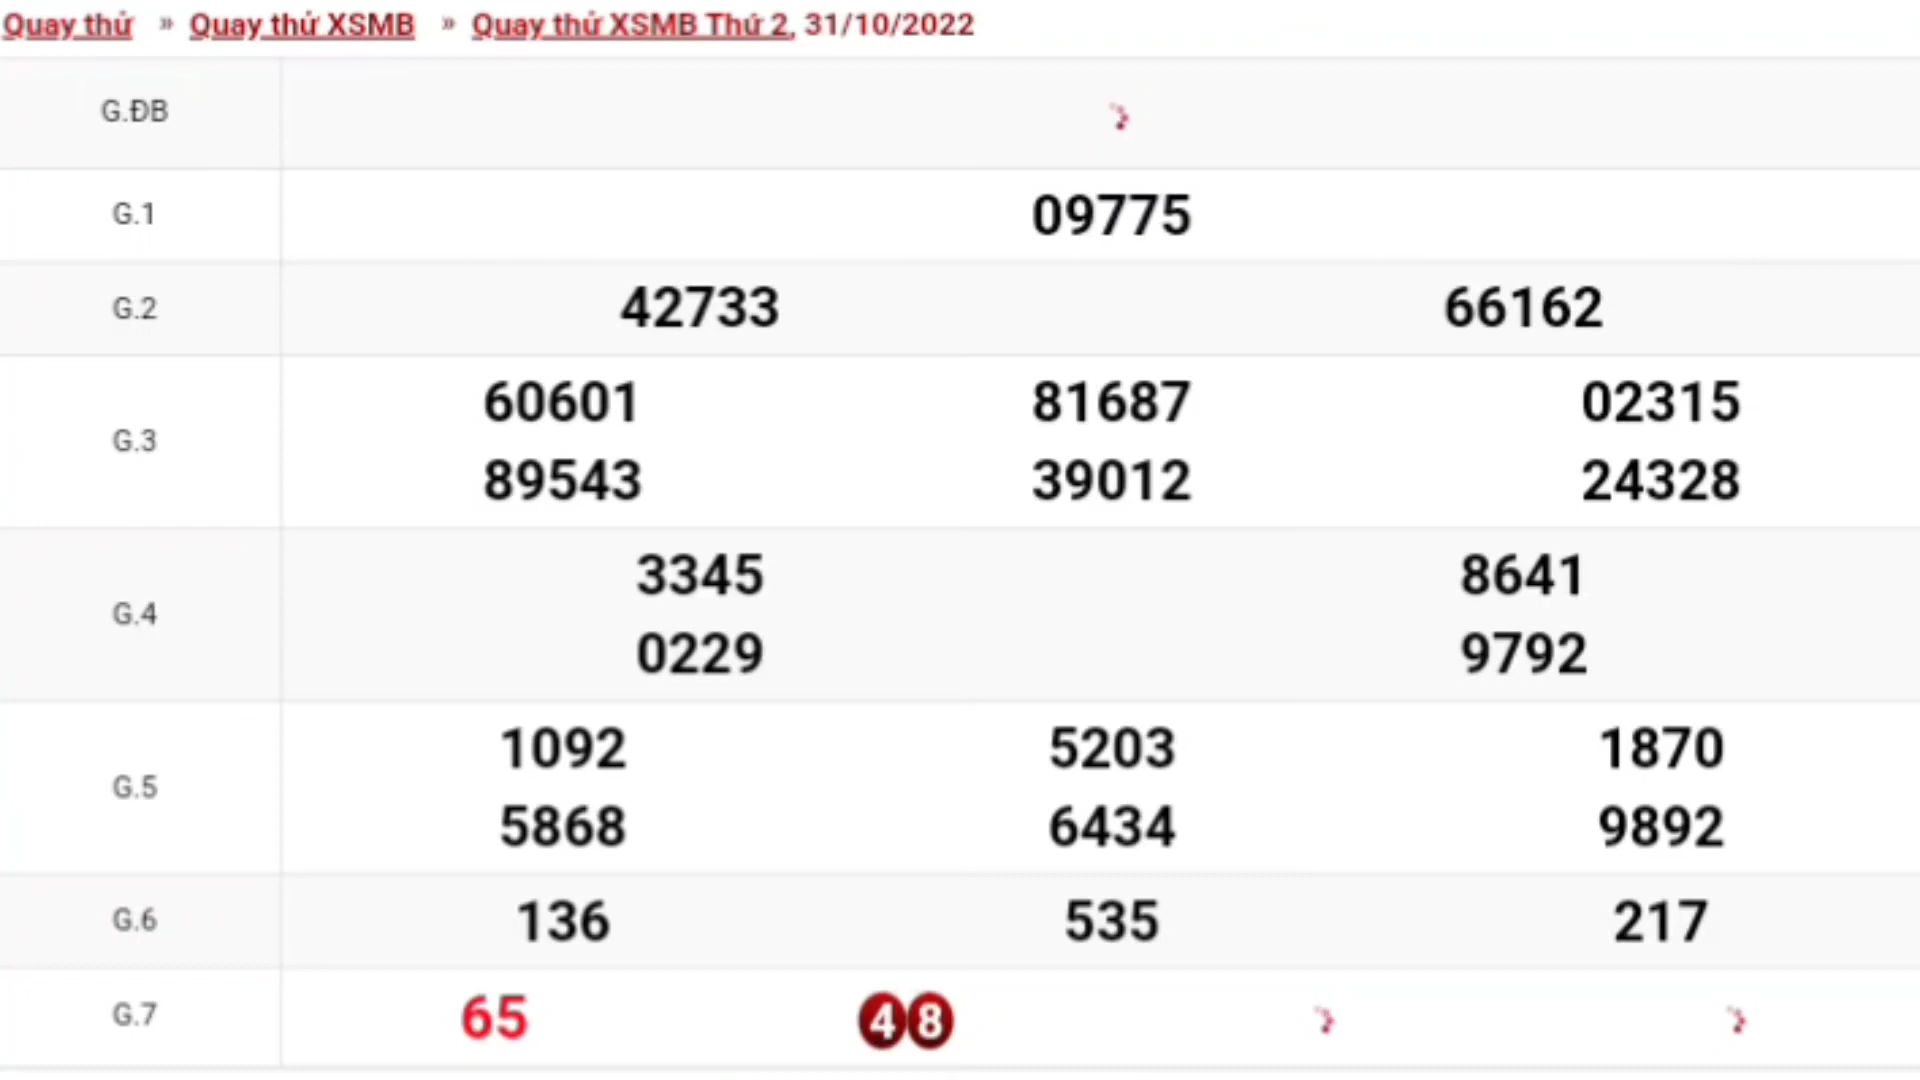 Quay thử » Quay thử XSMB » Quay thử XSMB Thứ 2, 31/10/2022
G.ĐB
G.1 09775
G.2 42733 66162
G.3 60601 81687 02315
89543 39012 24328
G.4 3345 8641
0229 9792
G.5 1092 5203 1870
5868 6434 9892
G.6 136 535 217
G.7 65 48